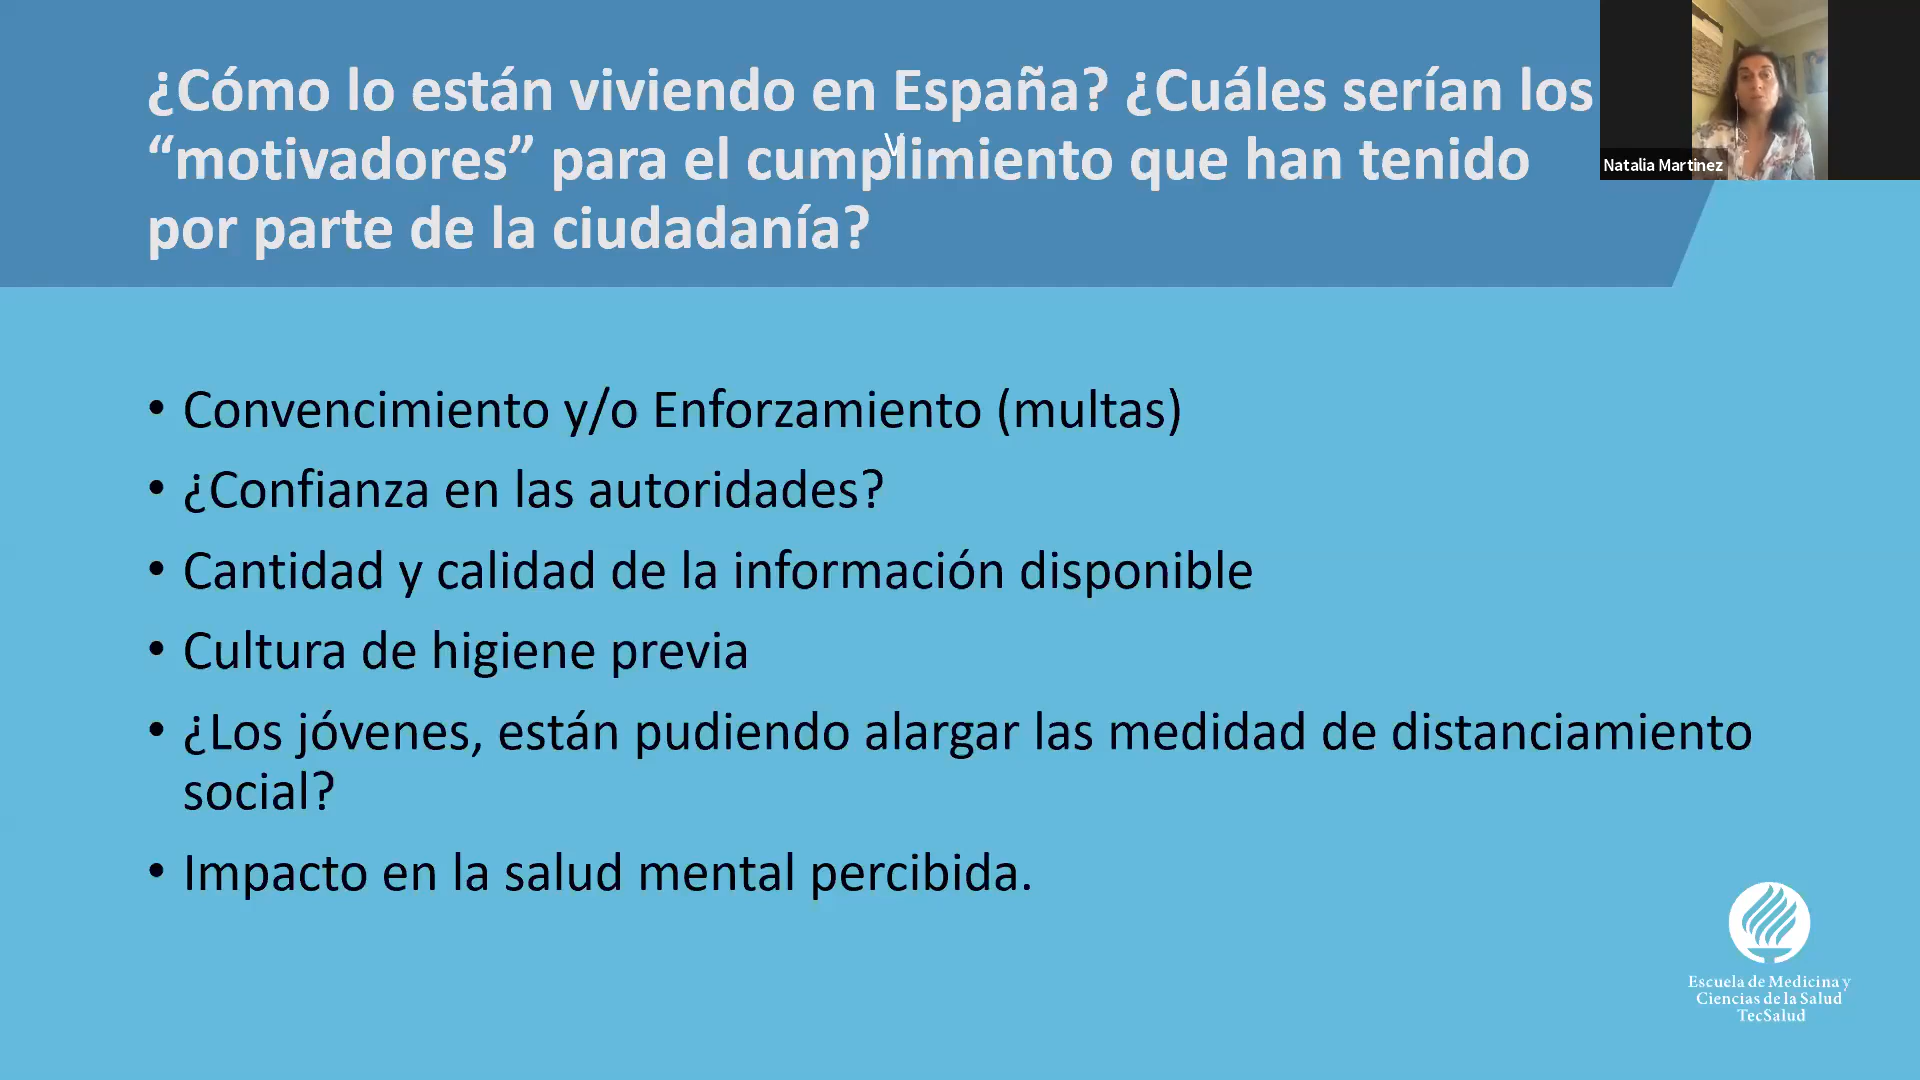 ¿Cómo lo están viviendo en España? ¿Cuáles serían los
“motivadores” para el cumplimiento que han tenido
por parte de la ciudadanía?
V
Natalia Martinez
• Convencimiento y/o Enforzamiento (multas)
• ¿Confianza en las autoridades?
• Cantidad y calidad de la información disponible
• Cultura de higiene previa
• ¿Los jóvenes, están pudiendo alargar las medidad de distanciamiento
social?
• Impacto en la salud mental percibida.
Escuela de Medicina y
Ciencias de la Salud
TecSalud